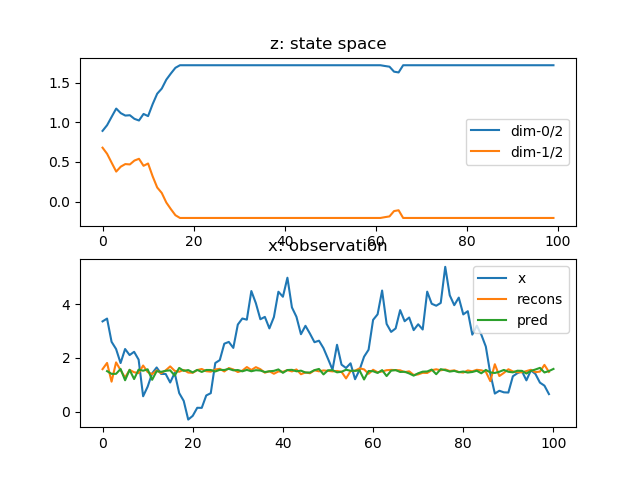 z: state space
1.5
1.0
0.5
0.0
dim-0/2
dim-1/2
0 20 40 60 80 100
x: observation
4
2
0
x
recons
pred
0 20 40 60 80 100